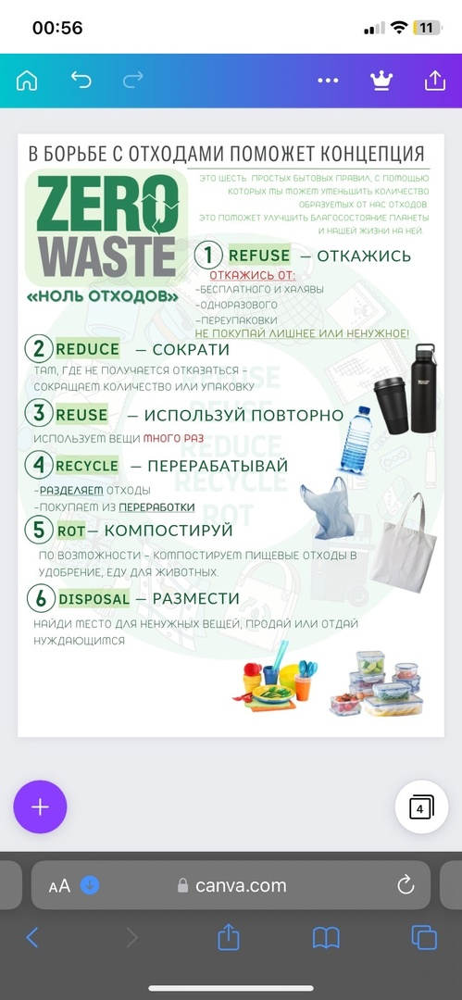 00:56
11
В БОРЬБЕ С ОТХОДАМИ ПОМОЖЕТ КОНЦЕПЦИЯ
ZERO
WASTE
«НОЛЬ ОТХОДОВ»
ЭТО ШЕСТЬ ПРОСТЫХ БЫТОВЫХ ПРАВИЛ, С ПОМОЩЬЮ
КОТОРЫХ МЫ МОЖЕМ УМЕНЬШИТЬ КОЛИЧЕСТВО
ОБРАЗУЕМЫХ ОТ НАС ОТХОДОВ.
ЭТО ПОМОЖЕТ УЛУЧШИТЬ БЛАГОСОСТОЯНИЕ ПЛАНЕТЫ
И НАШЕЙ ЖИЗНИ НА НЕЙ.
1 REFUSE – ОТКАЖИСЬ
ОТКАЖИСЬ ОТ:
-БЕСПЛАТНОГО И ХАЛЯВЫ
-ОДНОРАЗОВОГО
-ПЕРЕУПАКОВКИ
НЕ ПОКУПАЙ ЛИШНЕЕ ИЛИ НЕНУЖНОЕ!
2 REDUCE – СОКРАТИ
ТАМ, ГДЕ НЕ ПОЛУЧАЕТСЯ ОТКАЗАТЬСЯ -
СОКРАЩАЕМ КОЛИЧЕСТВО ИЛИ УПАКОВКУ
3 REUSE – ИСПОЛЬЗУЙ ПОВТОРНО
ИСПОЛЬЗУЕМ ВЕЩИ МНОГО РАЗ
4 RECYCLE – ПЕРЕРАБАТЫВАЙ
-РАЗДЕЛЯЕМ ОТХОДЫ
-ПОКУПАЕМ ИЗ ПЕРЕРАБОТКИ
5 ROT – КОМПОСТИРУЙ
ПО ВОЗМОЖНОСТИ - КОМПОСТИРУЕМ ПИЩЕВЫЕ ОТХОДЫ В
УДОБРЕНИЕ, ЕДУ ДЛЯ ЖИВОТНЫХ.
6 DISPOSAL – РАЗМЕСТИ
НАЙДИ МЕСТО ДЛЯ НЕНУЖНЫХ ВЕЩЕЙ, ПРОДАЙ ИЛИ ОТДАЙ
НУЖДАЮЩИМСЯ
REFUSE
REDUCE
RECYCLE
ROT
4
AA canva.com